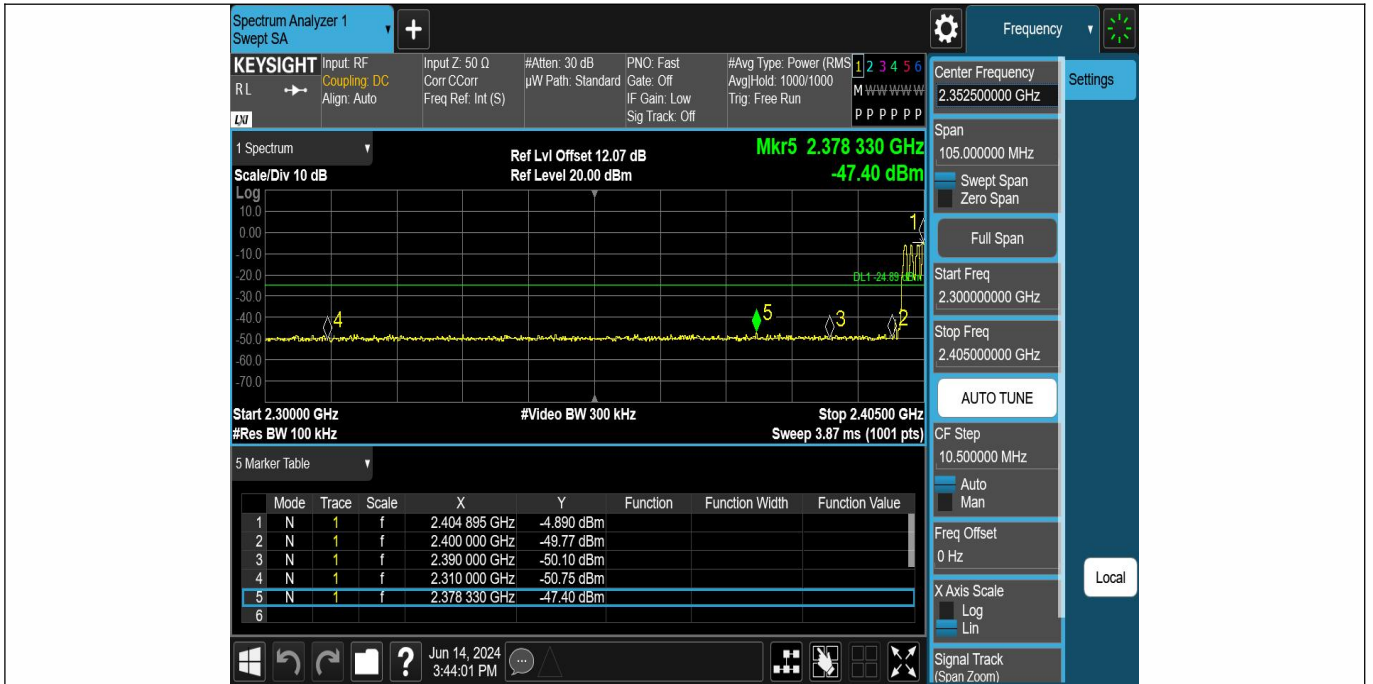 Spectrum Analyzer 1
Swept SA
+
Frequency
KEYSIGHT
RL
LXI
Input: RF
Coupling: DC
Align: Auto
Input Z: 50 Ω
Corr CCorr
Freq Ref: Int (S)
#Atten: 30 dB
µW Path: Standard
PNO: Fast
Gate: Off
IF Gain: Low
Sig Track: Off
#Avg Type: Power (RMS
Avg|Hold: 1000/1000
Trig: Free Run
1 2 3 4 5 6
M W W W W W
P P P P P P
1 Spectrum
Scale/Div 10 dB
Ref Lvl Offset 12.07 dB
Ref Level 20.00 dBm
Mkr5 2.378 330 GHz
-47.40 dBm
Log
10.0
0.00
-10.0
-20.0
-30.0
-40.0
-50.0
-60.0
-70.0
1
DL1 -24.89 dBm
4
5
3
2
Start 2.30000 GHz
#Video BW 300 kHz
Stop 2.40500 GHz
#Res BW 100 kHz
Sweep 3.87 ms (1001 pts)
5 Marker Table
Mode Trace Scale X Y Function Function Width Function Value
1 N 1 f 2.404 895 GHz -4.890 dBm
2 N 1 f 2.400 000 GHz -49.77 dBm
3 N 1 f 2.390 000 GHz -50.10 dBm
4 N 1 f 2.310 000 GHz -50.75 dBm
5 N 1 f 2.378 330 GHz -47.40 dBm
6
?
Jun 14, 2024
3:44:01 PM
Center Frequency
2.352500000 GHz
Settings
Span
105.000000 MHz
Swept Span
Zero Span
Full Span
Start Freq
2.300000000 GHz
Stop Freq
2.405000000 GHz
AUTO TUNE
CF Step
10.500000 MHz
Auto
Man
Freq Offset
0 Hz
Local
X Axis Scale
Log
Lin
Signal Track
(Span Zoom)